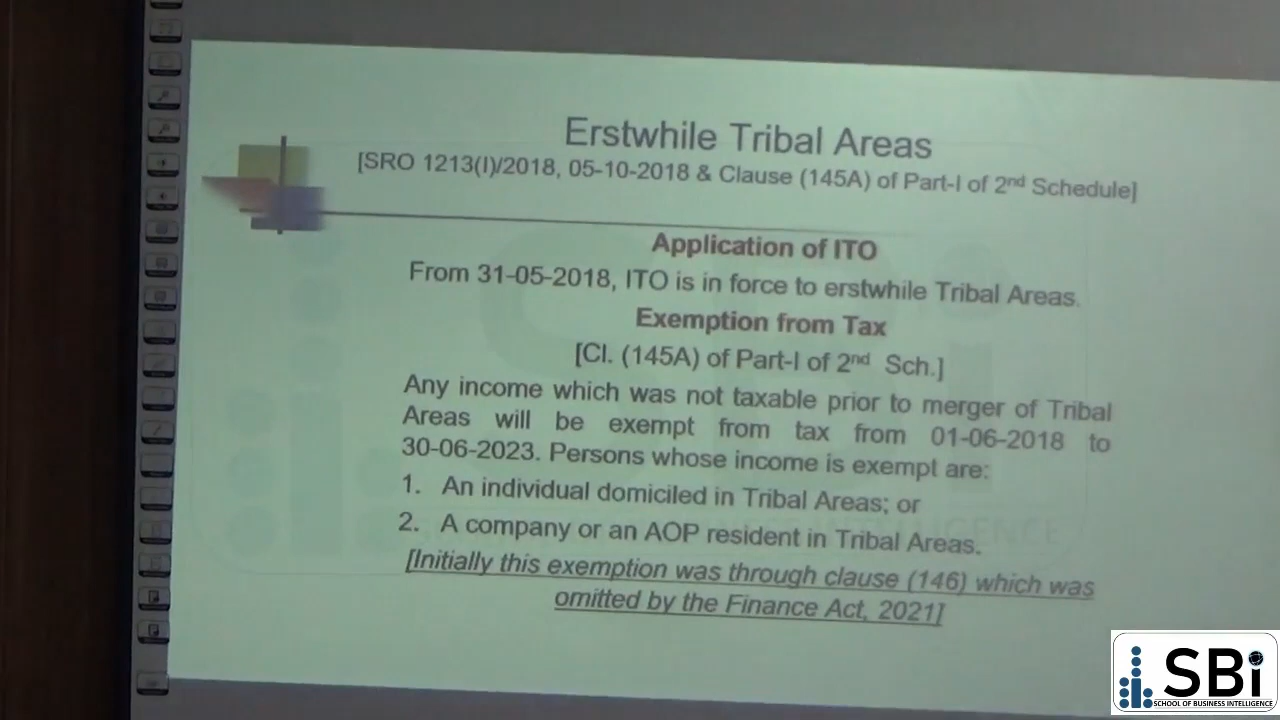 Erstwhile Tribal Areas
[SRO 1213(I)/2018, 05-10-2018 & Clause (145A) of Part-I of 2nd Schedule]
Application of ITO
From 31-05-2018, ITO is in force to erstwhile Tribal Areas.
Exemption from Tax
[Cl. (145A) of Part-I of 2nd Sch.]
Any income which was not taxable prior to merger of Tribal
Areas will be exempt from tax from 01-06-2018 to
30-06-2023. Persons whose income is exempt are:
1. An individual domiciled in Tribal Areas; or
2. A company or an AOP resident in Tribal Areas.
[Initially this exemption was through clause (146) which was
omitted by the Finance Act, 2021]
SBi
SCHOOL OF BUSINESS INTELLIGENCE